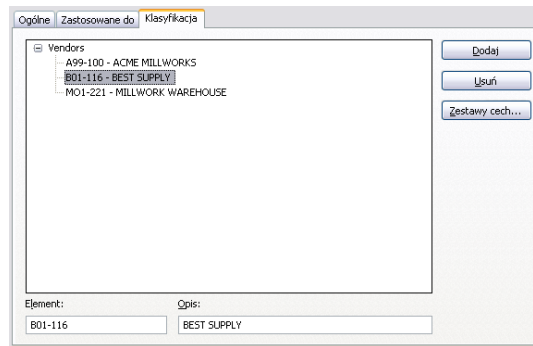 Ogólne Zastosowane do Klasyfikacja
Vendors
A99-100 - ACME MILLWORKS
B01-116 - BEST SUPPLY
MO1-221 - MILLWORK WAREHOUSE
Dodaj
Usuń
Zestawy cech...
Element: Opis:
B01-116 BEST SUPPLY